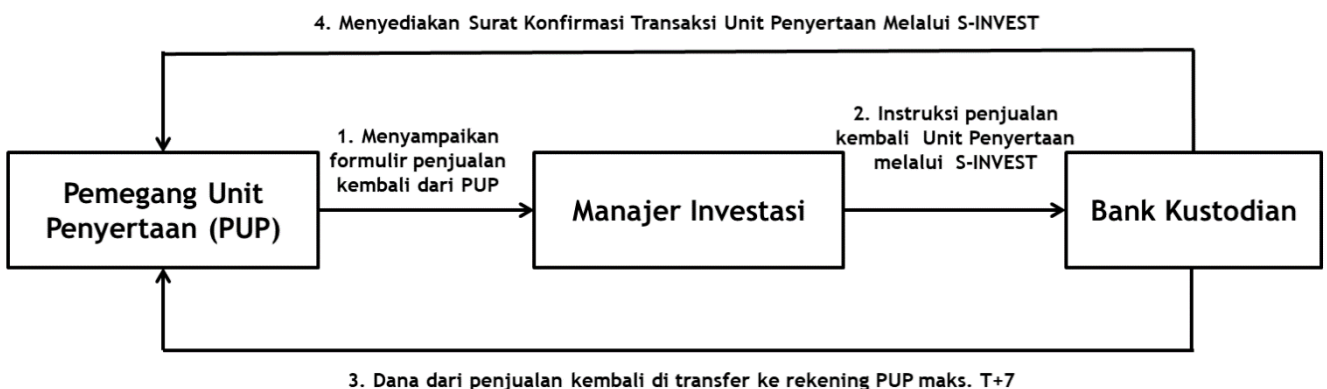 4. Menyediakan Surat Konfirmasi Transaksi Unit Penyertaan Melalui S-INVEST
1. Menyampaikan
formulir penjualan
kembali dari PUP
2. Instruksi penjualan
kembali Unit Penyertaan
melalui S-INVEST
Pemegang Unit
Penyertaan (PUP)
Manajer Investasi
Bank Kustodian
3. Dana dari penjualan kembali di transfer ke rekening PUP maks. T+7